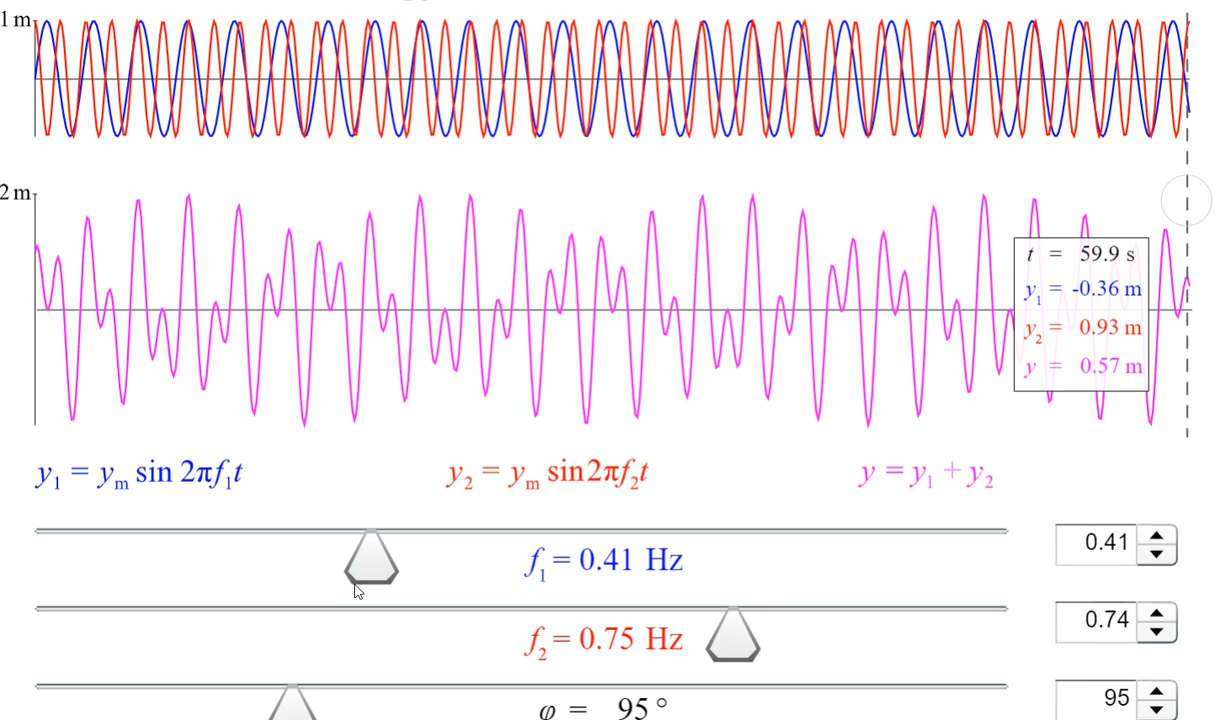 1 m
2 m
t = 59.9 s
y₁ = -0.36 m
y₂ = 0.93 m
y = 0.57 m
y₁ = yₘ sin 2πf₁t
y₂ = yₘ sin2πf₂t
y = y₁ + y₂
f₁ = 0.41 Hz
0.41
f₂ = 0.75 Hz
0.74
φ = 95°
95